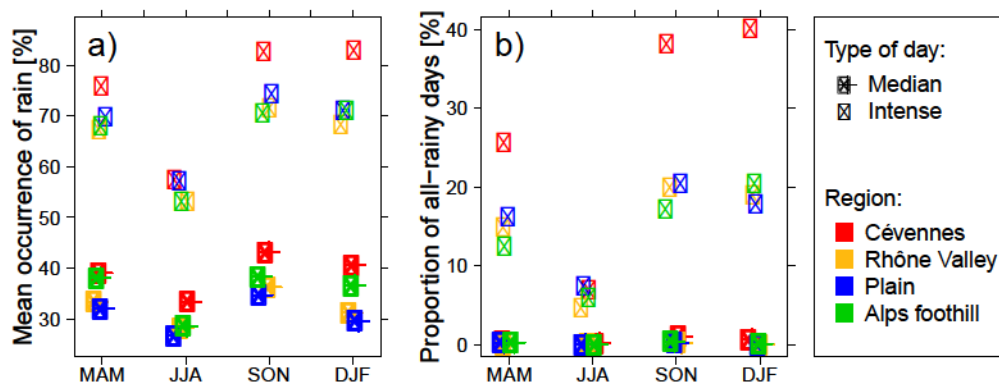 a)
Mean occurrence of rain [%]
80
70
60
50
40
30
MAM JJA SON DJF
b)
Proportion of all-rainy days [%]
40
30
20
10
0
MAM JJA SON DJF
Type of day:
Median
Intense
Region:
Cévennes
Rhône Valley
Plain
Alps foothill